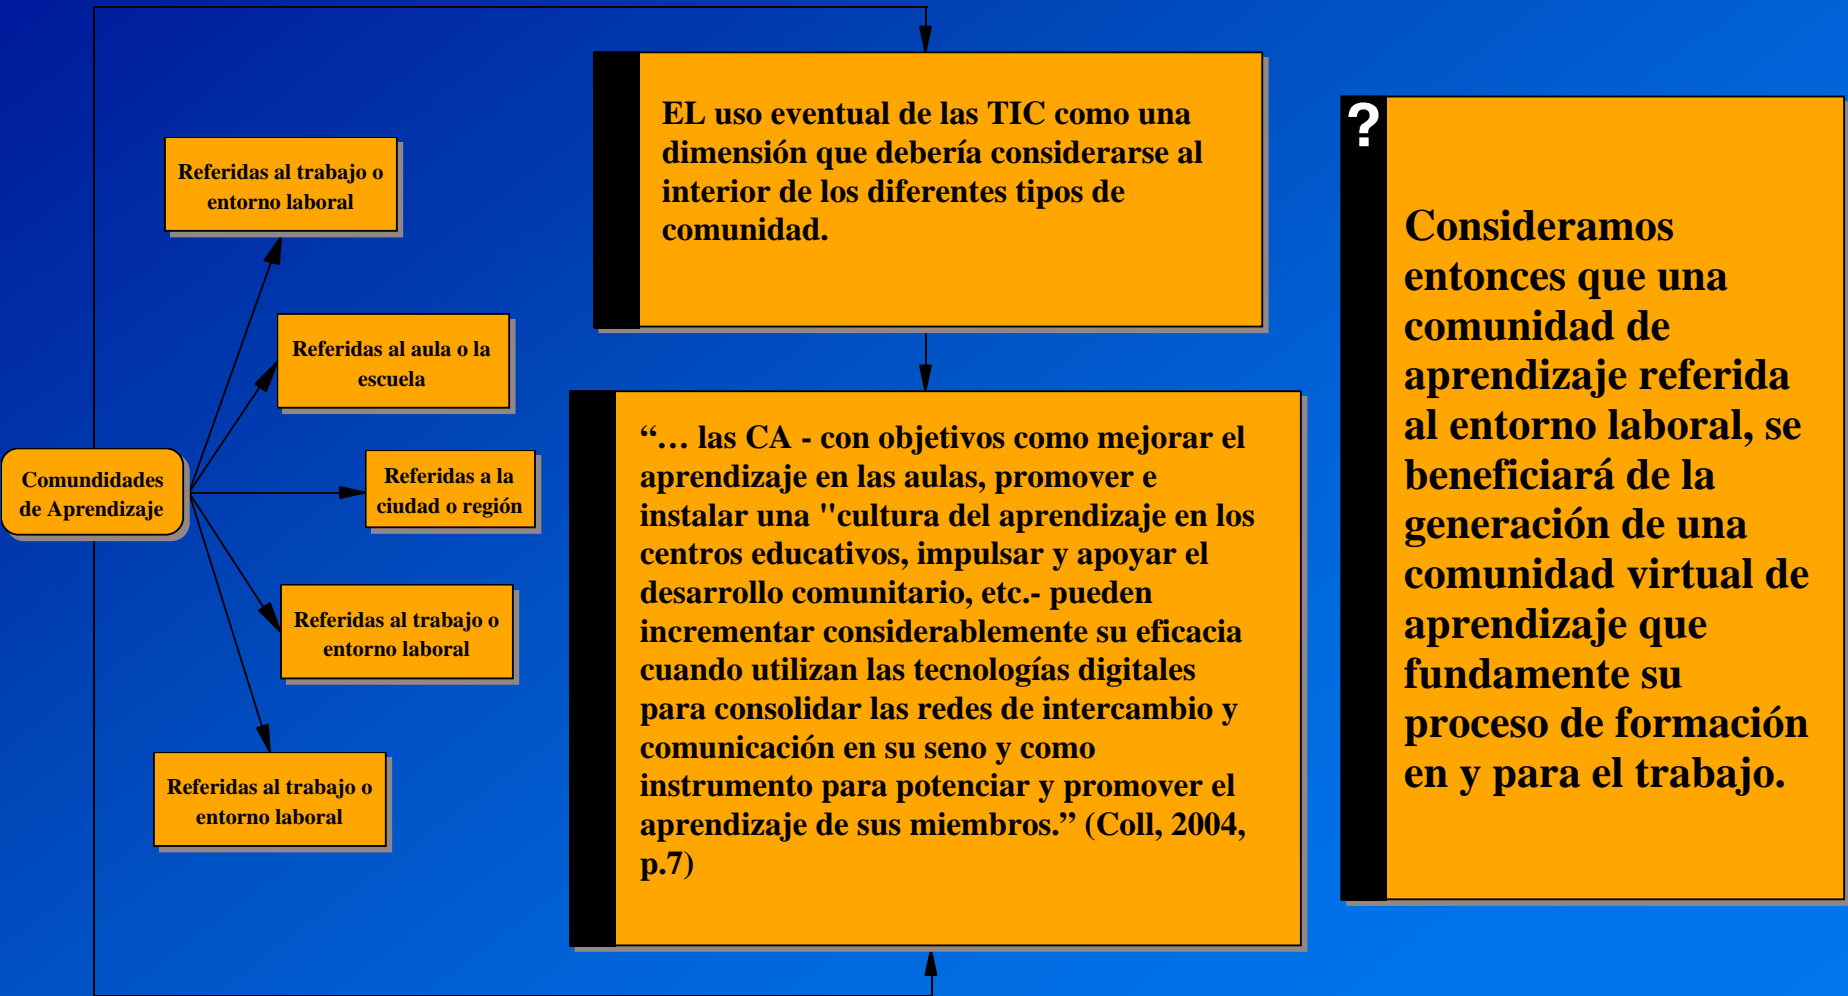 Comundidades
de Aprendizaje
Referidas al trabajo o
entorno laboral
Referidas al aula o la
escuela
Referidas a la
ciudad o región
Referidas al trabajo o
entorno laboral
Referidas al trabajo o
entorno laboral
EL uso eventual de las TIC como una
dimensión que debería considerarse al
interior de los diferentes tipos de
comunidad.
“… las CA - con objetivos como mejorar el
aprendizaje en las aulas, promover e
instalar una "cultura del aprendizaje en los
centros educativos, impulsar y apoyar el
desarrollo comunitario, etc.- pueden
incrementar considerablemente su eficacia
cuando utilizan las tecnologías digitales
para consolidar las redes de intercambio y
comunicación en su seno y como
instrumento para potenciar y promover el
aprendizaje de sus miembros.” (Coll, 2004,
p.7)
?
Consideramos
entonces que una
comunidad de
aprendizaje referida
al entorno laboral, se
beneficiará de la
generación de una
comunidad virtual de
aprendizaje que
fundamente su
proceso de formación
en y para el trabajo.